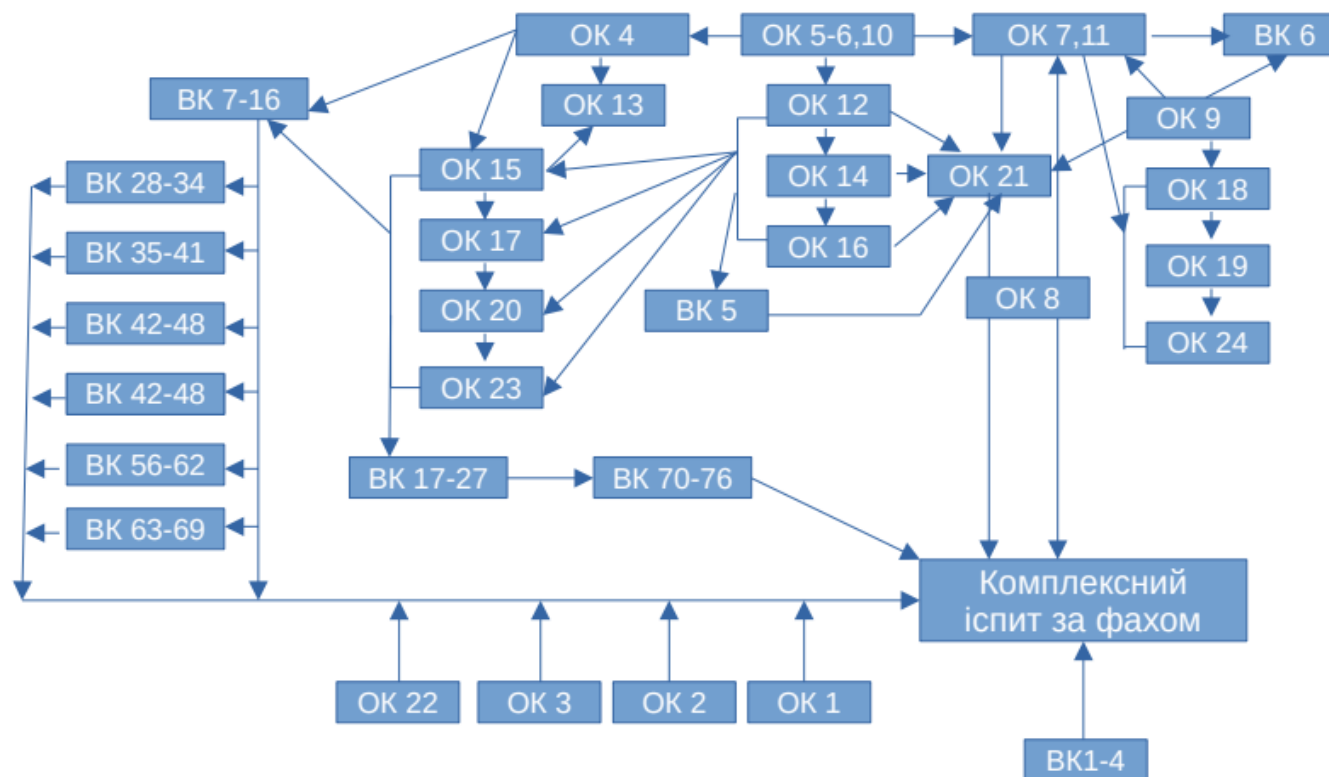 ОК 4
ОК 5-6,10
ОК 7,11
ВК 6
ВК 7-16
ОК 13
ОК 12
ОК 9
ВК 28-34
ОК 15
ОК 14
ОК 21
ОК 18
ВК 35-41
ОК 17
ОК 16
ОК 19
ВК 42-48
ОК 20
ВК 5
ОК 8
ОК 24
ВК 42-48
ОК 23
ВК 56-62
ВК 17-27
ВК 70-76
ВК 63-69
Комплексний
іспит за фахом
ОК 22
ОК 3
ОК 2
ОК 1
ВК1-4